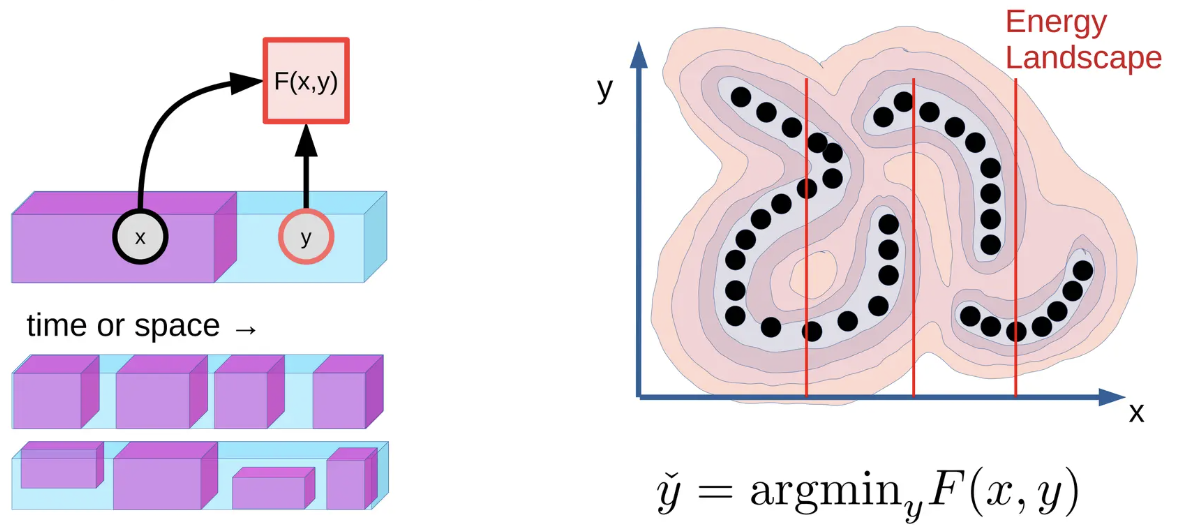 F(x,y)
x
y
time or space →
Energy
Landscape
y
x
y̌ = argmin_y F(x, y)